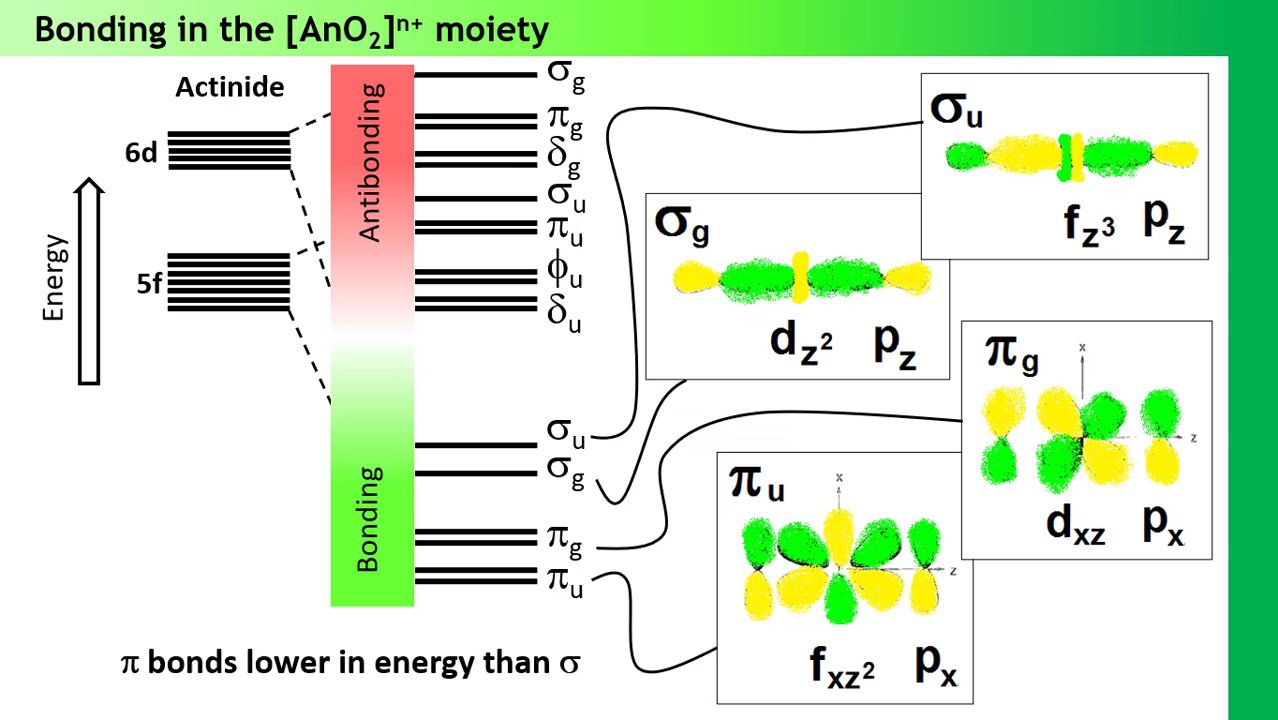 Bonding in the [AnO₂]ⁿ⁺ moiety
Actinide
6d
5f
Energy
Antibonding
Bonding
σg
πg
δg
σu
πu
ϕu
δu
σu
σg
πg
πu
σu
fz³ pz
σg
dz² pz
πg
x
z
dxz px
πu
x
z
fxz² px
π bonds lower in energy than σ